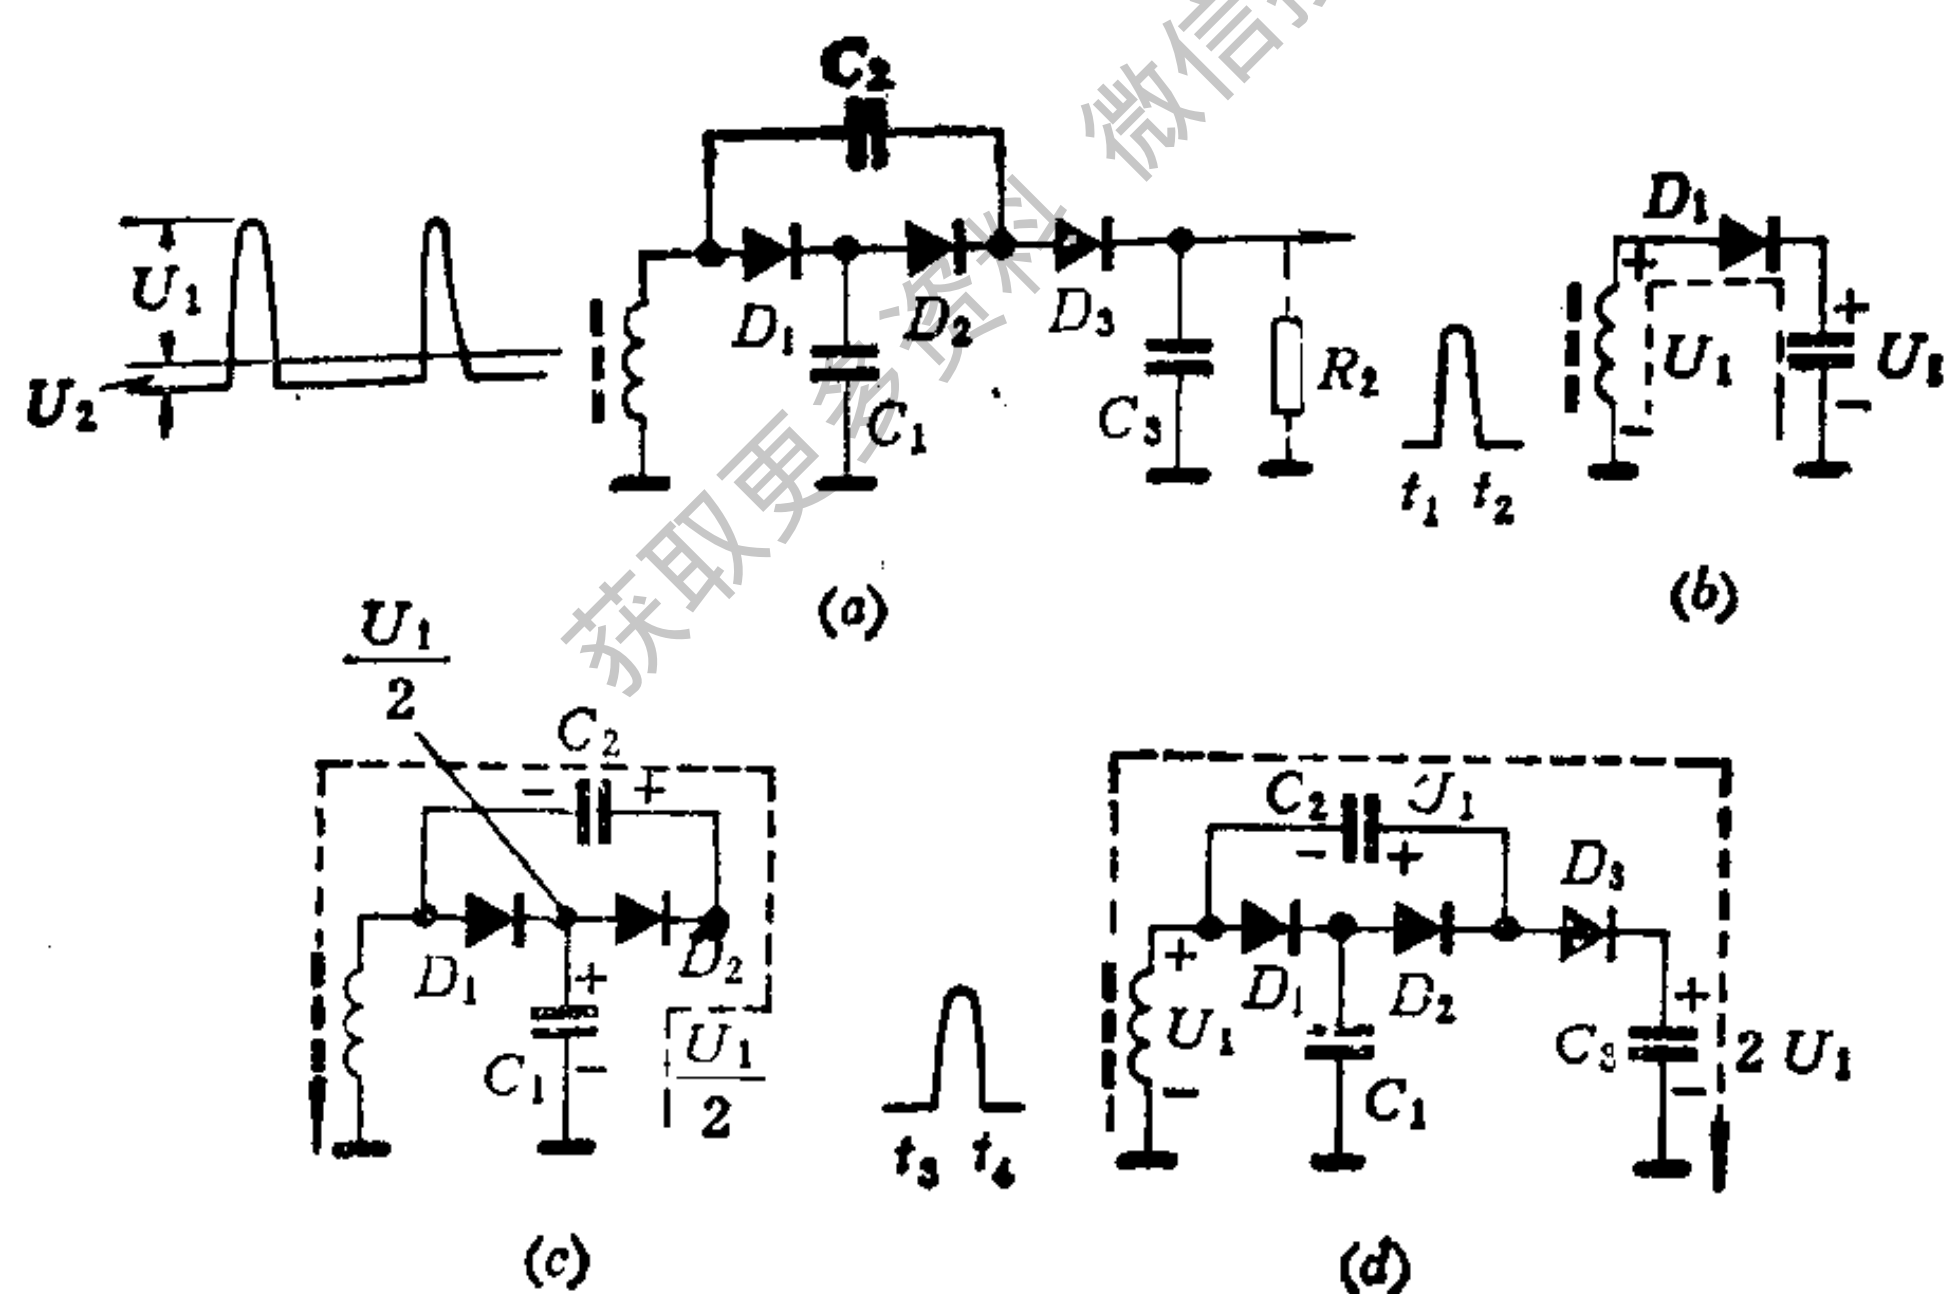 C₂
U₁
U₂
D₁ D₂ D₃
C₁ C₃ R₂
(a)
t₁ t₂
D₁
U₁
(b)
U₁
2
C₂
- +
D₁ D₂
C₁ + -
U₁
2
(c)
t₃ t₄
C₂
- +
D₃
+ U₁ -
D₁ D₂
C₁
C₃ + - 2 U₁
(d)
获取更多资料 微信